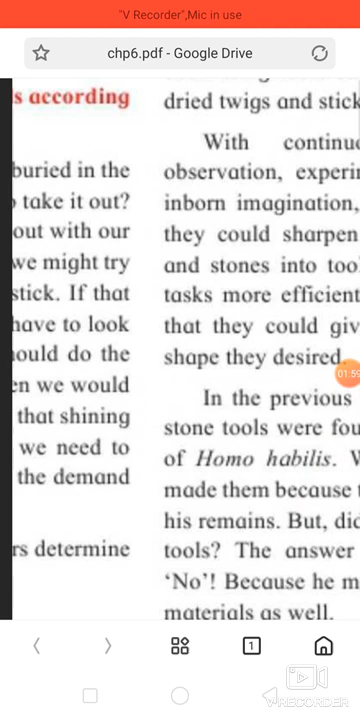 "V Recorder",Mic in use
chp6.pdf - Google Drive
s according
buried in the
take it out?
out with our
we might try
stick. If that
have to look
would do the
en we would
that shining
we need to
the demand
rs determine
dried twigs and stick
With continu
observation, experi
inborn imagination,
they could sharpen
and stones into too
tasks more efficient
that they could giv
shape they desired.
In the previous
stone tools were fou
of Homo habilis. W
made them because t
his remains. But, did
tools? The answer
'No'! Because he m
materials as well.
01:59
1
VRECORDER